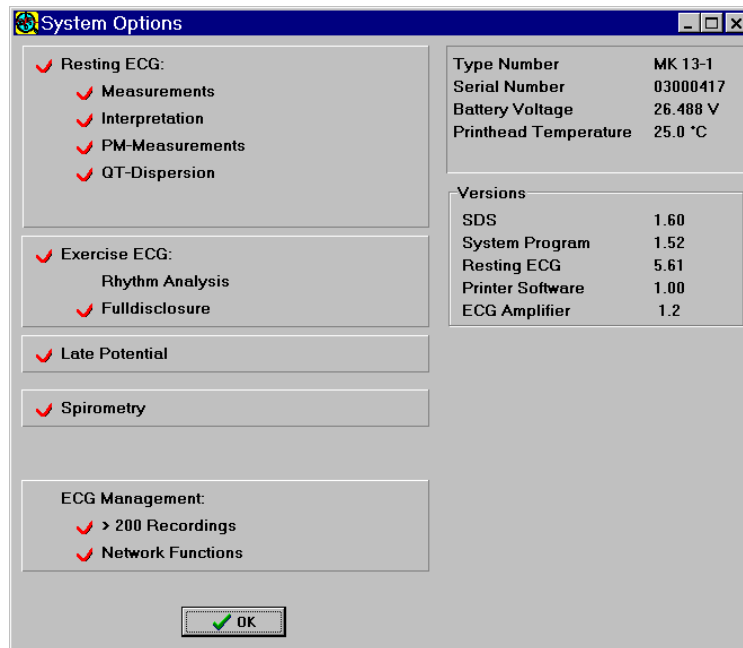 System Options
Resting ECG:
Measurements
Interpretation
PM-Measurements
QT-Dispersion
Exercise ECG:
Rhythm Analysis
Fulldisclosure
Late Potential
Spirometry
ECG Management:
> 200 Recordings
Network Functions
OK
Type Number MK 13-1
Serial Number 03000417
Battery Voltage 26.488 V
Printhead Temperature 25.0 °C
Versions
SDS 1.60
System Program 1.52
Resting ECG 5.61
Printer Software 1.00
ECG Amplifier 1.2